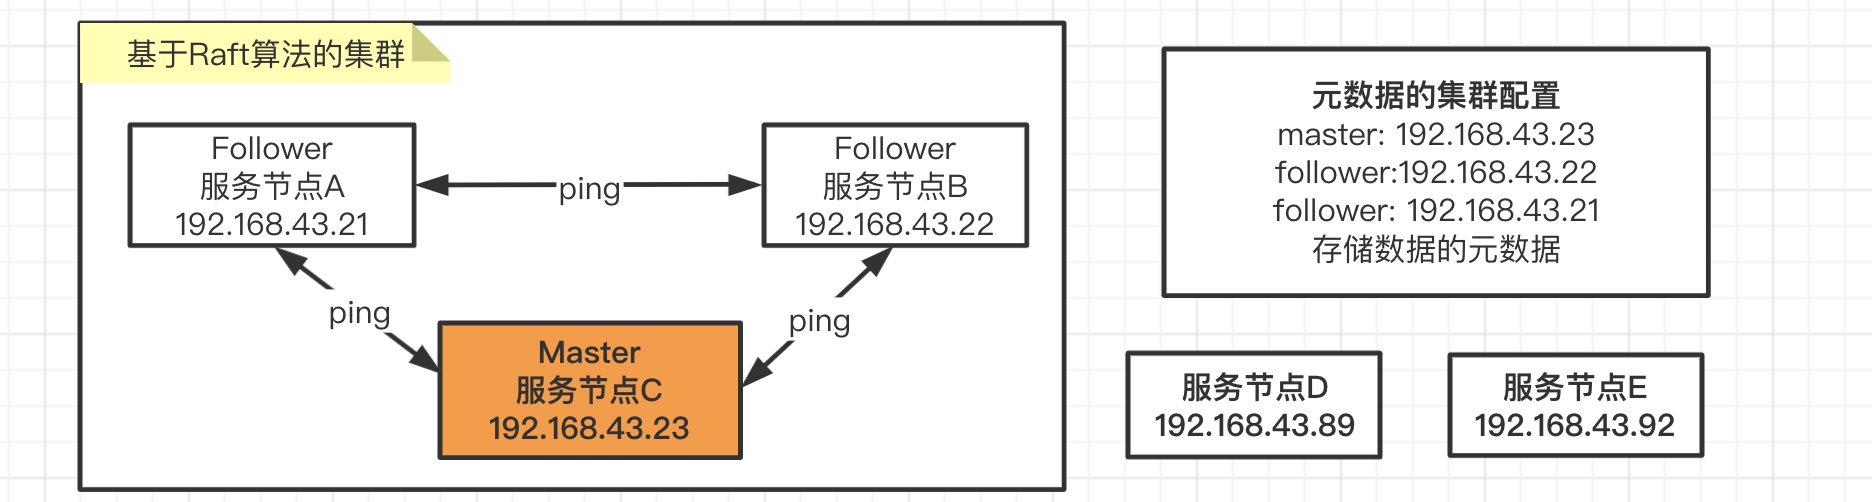 基于Raft算法的集群
Follower
服务节点A
192.168.43.21
ping
Follower
服务节点B
192.168.43.22
ping
ping
Master
服务节点C
192.168.43.23
元数据的集群配置
master: 192.168.43.23
follower:192.168.43.22
follower: 192.168.43.21
存储数据的元数据
服务节点D
192.168.43.89
服务节点E
192.168.43.92